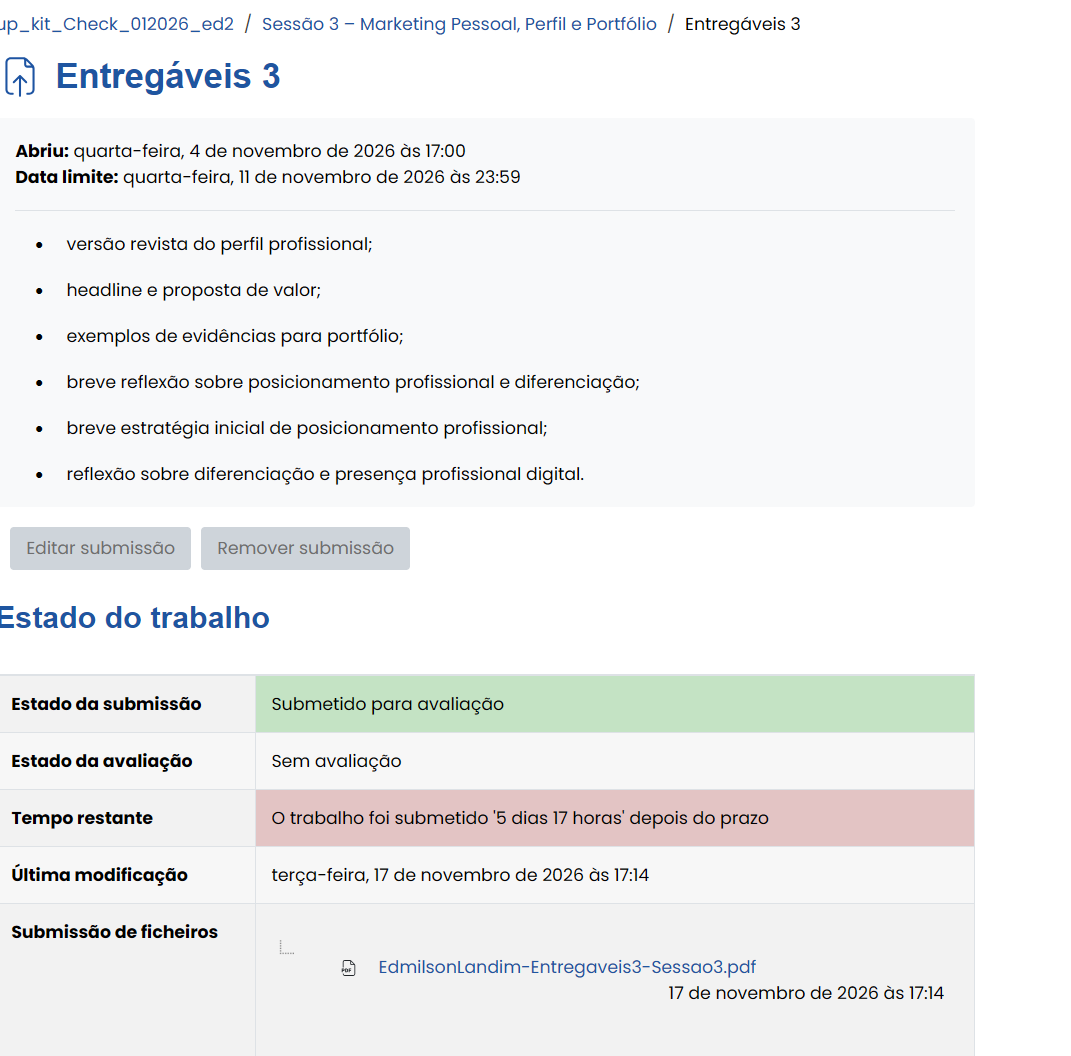 up_kit_Check_012026_ed2 / Sessão 3 – Marketing Pessoal, Perfil e Portfólio / Entregáveis 3
Entregáveis 3
Abriu: quarta-feira, 4 de novembro de 2026 às 17:00
Data limite: quarta-feira, 11 de novembro de 2026 às 23:59
• versão revista do perfil profissional;
• headline e proposta de valor;
• exemplos de evidências para portfólio;
• breve reflexão sobre posicionamento profissional e diferenciação;
• breve estratégia inicial de posicionamento profissional;
• reflexão sobre diferenciação e presença profissional digital.
Editar submissão Remover submissão
Estado do trabalho
Estado da submissão Submetido para avaliação
Estado da avaliação Sem avaliação
Tempo restante O trabalho foi submetido '5 dias 17 horas' depois do prazo
Última modificação terça-feira, 17 de novembro de 2026 às 17:14
Submissão de ficheiros
PDF EdmilsonLandim-Entregaveis3-Sessao3.pdf
17 de novembro de 2026 às 17:14